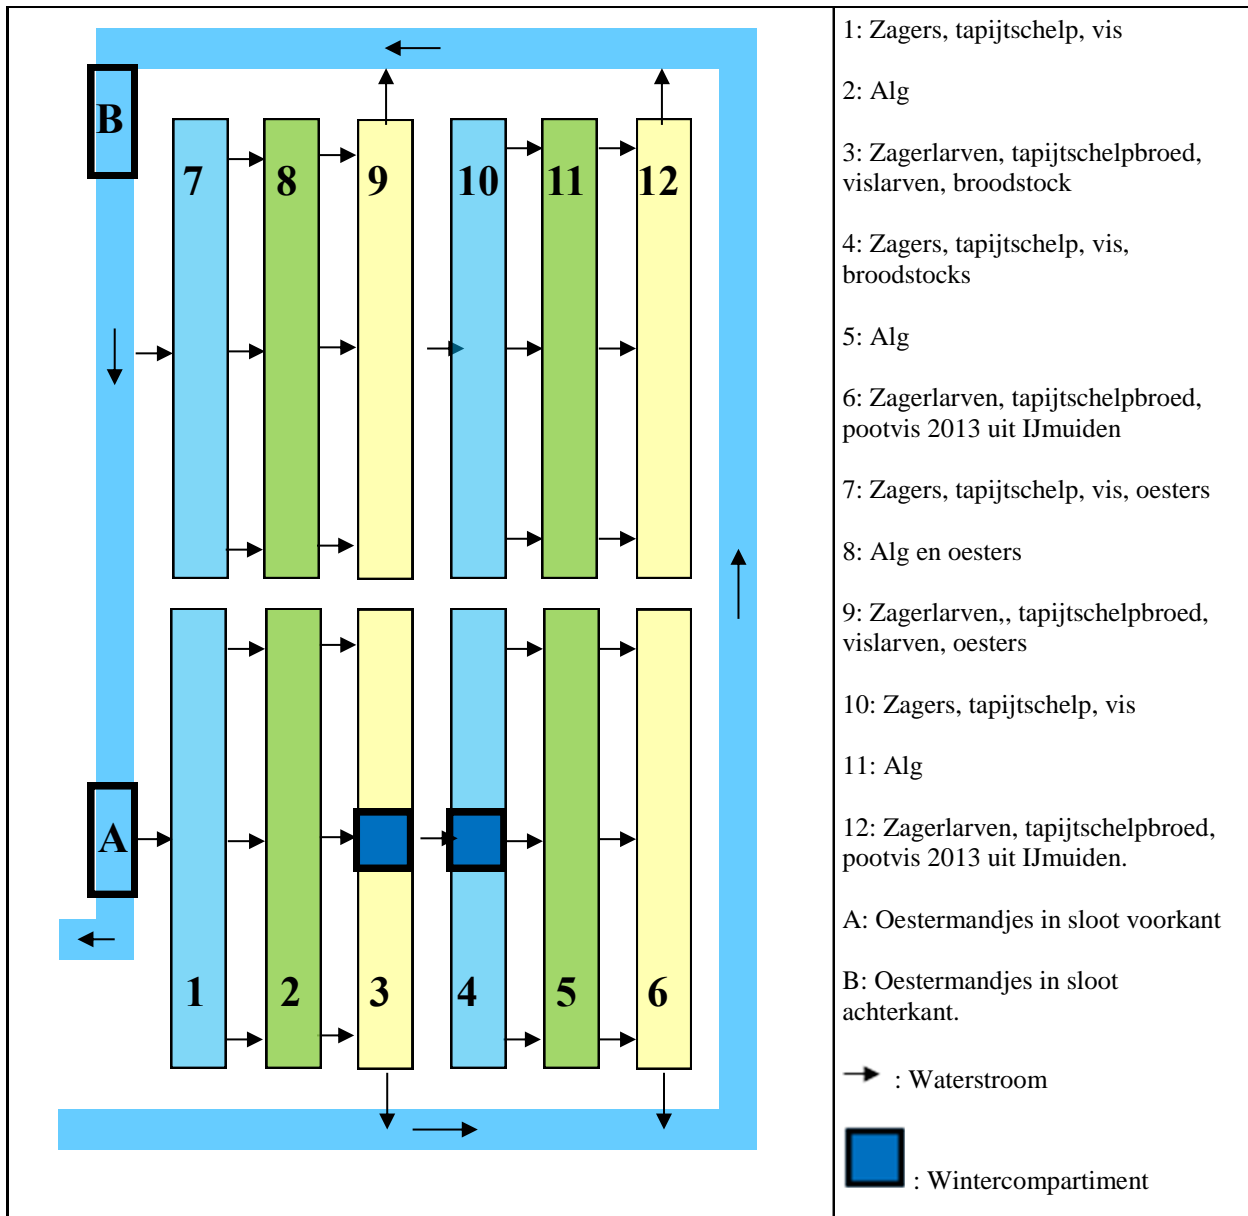 B
7
8
9
10
11
12
A
1
2
3
4
5
6
1: Zagers, tapijtschelp, vis
2: Alg
3: Zagerlarven, tapijtschelpbroed,
vislarven, broodstock
4: Zagers, tapijtschelp, vis,
broodstocks
5: Alg
6: Zagerlarven, tapijtschelpbroed,
pootvis 2013 uit IJmuiden
7: Zagers, tapijtschelp, vis, oesters
8: Alg en oesters
9: Zagerlarven,, tapijtschelpbroed,
vislarven, oesters
10: Zagers, tapijtschelp, vis
11: Alg
12: Zagerlarven, tapijtschelpbroed,
pootvis 2013 uit IJmuiden.
A: Oestermandjes in sloot voorkant
B: Oestermandjes in sloot
achterkant.
: Waterstroom
: Wintercompartiment